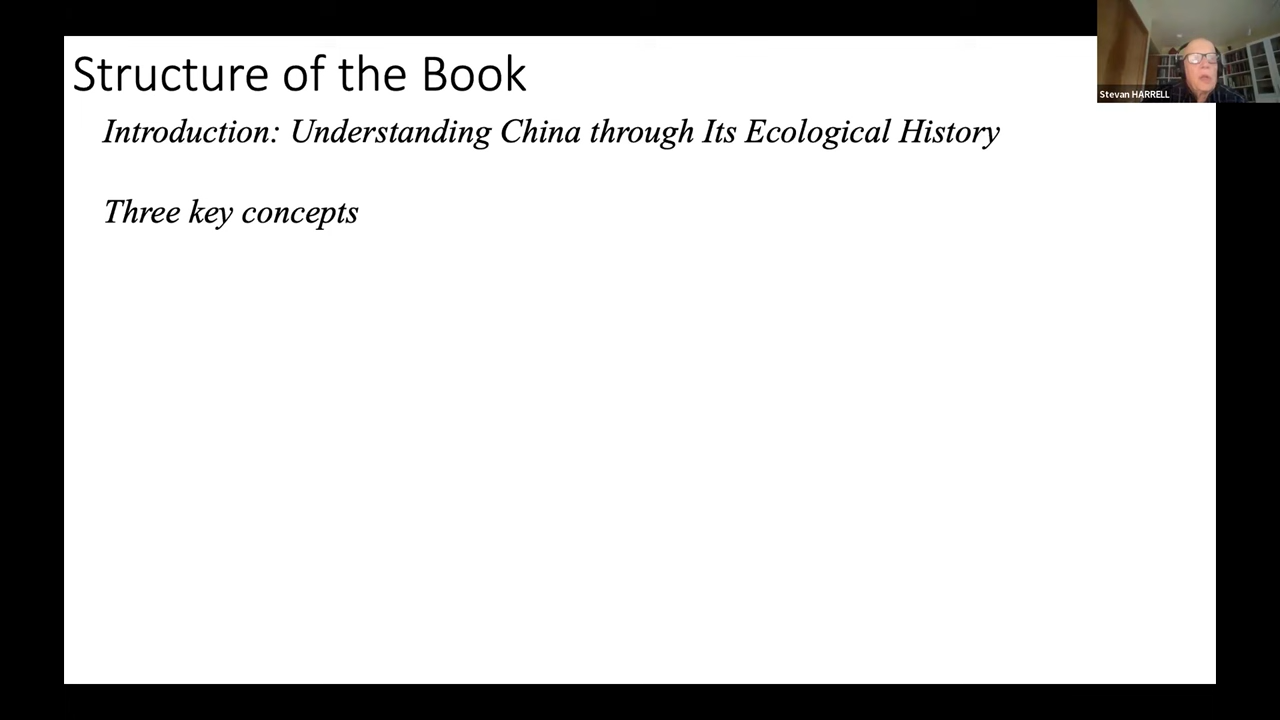 Structure of the Book
Stevan HARRELL
Introduction: Understanding China through Its Ecological History
Three key concepts